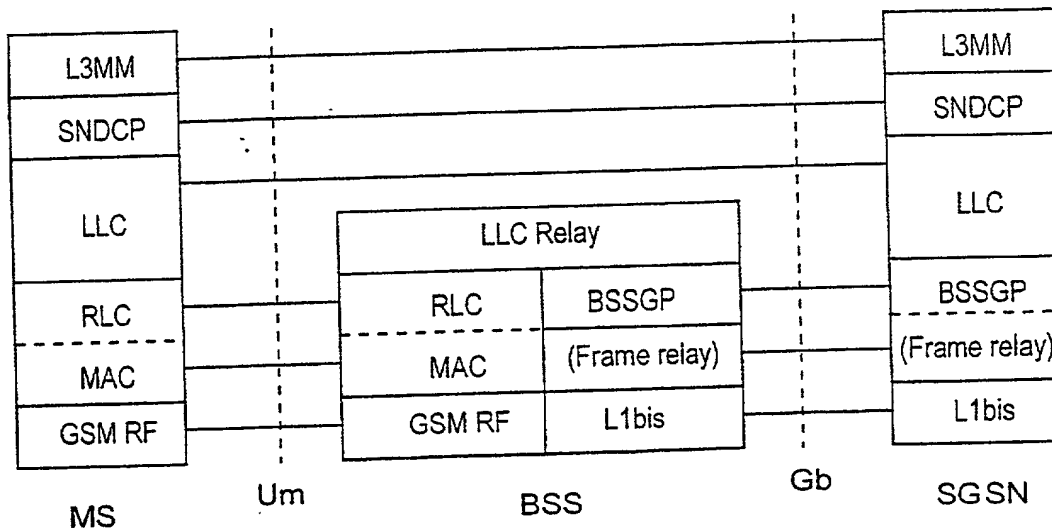 L3MM
SNDCP
LLC
RLC
MAC
GSM RF
MS
Um
LLC Relay
RLC
BSSGP
MAC
(Frame relay)
GSM RF
L1bis
BSS
Gb
L3MM
SNDCP
LLC
BSSGP
(Frame relay)
L1bis
SGSN